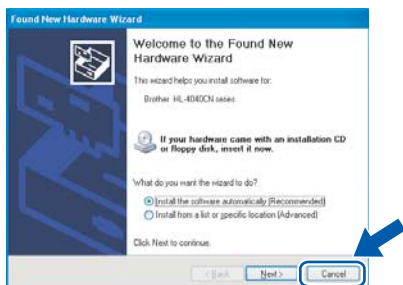 Found New Hardware Wizard
Welcome to the Found New
Hardware Wizard
This wizard helps you install software for:
Brother HL-4040CN series
If your hardware came with an installation CD
or floppy disk, insert it now.
What do you want the wizard to do?
Install the software automatically (Recommended)
Install from a list or specific location (Advanced)
Click Next to continue.
< Back
Next >
Cancel